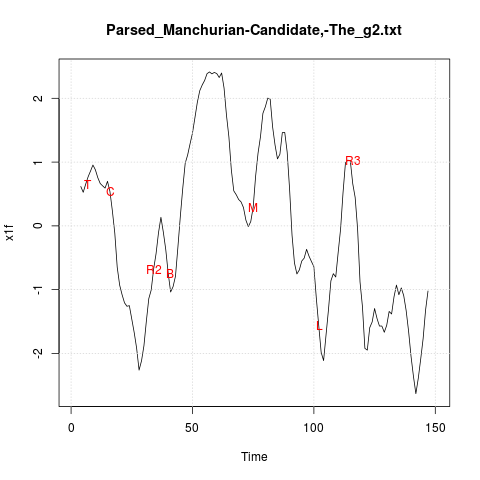 Parsed_Manchurian-Candidate,-The_g2.txt
x1f
2
1
0
-1
-2
T
C
R2
B
M
L
R3
0
50
100
150
Time